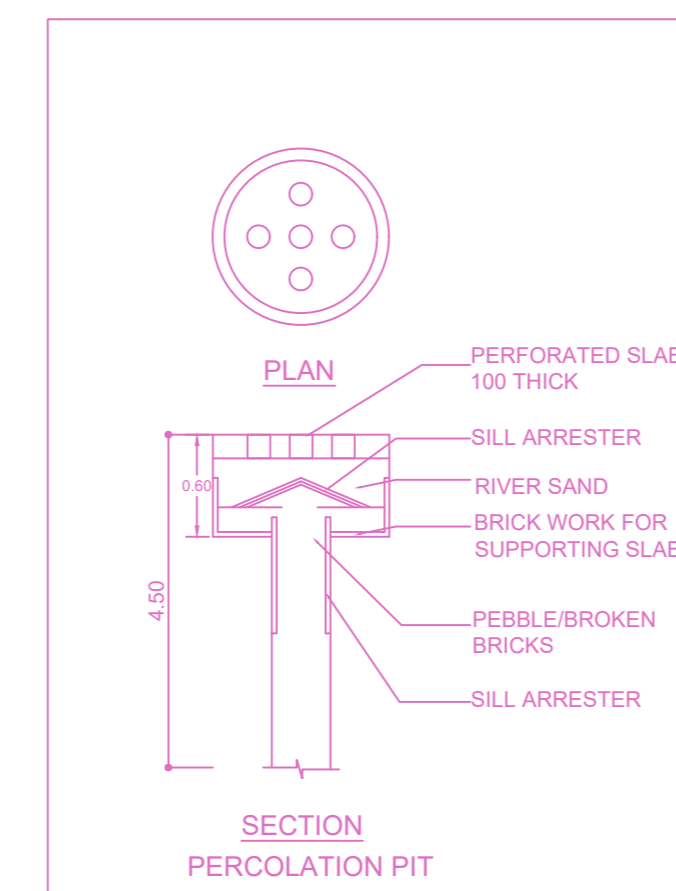 PLAN
PERFORATED SLAB
100 THICK
SILL ARRESTER
0.60
RIVER SAND
BRICK WORK FOR
SUPPORTING SLAB
4.50
PEBBLE/BROKEN
BRICKS
SILL ARRESTER
SECTION
PERCOLATION PIT